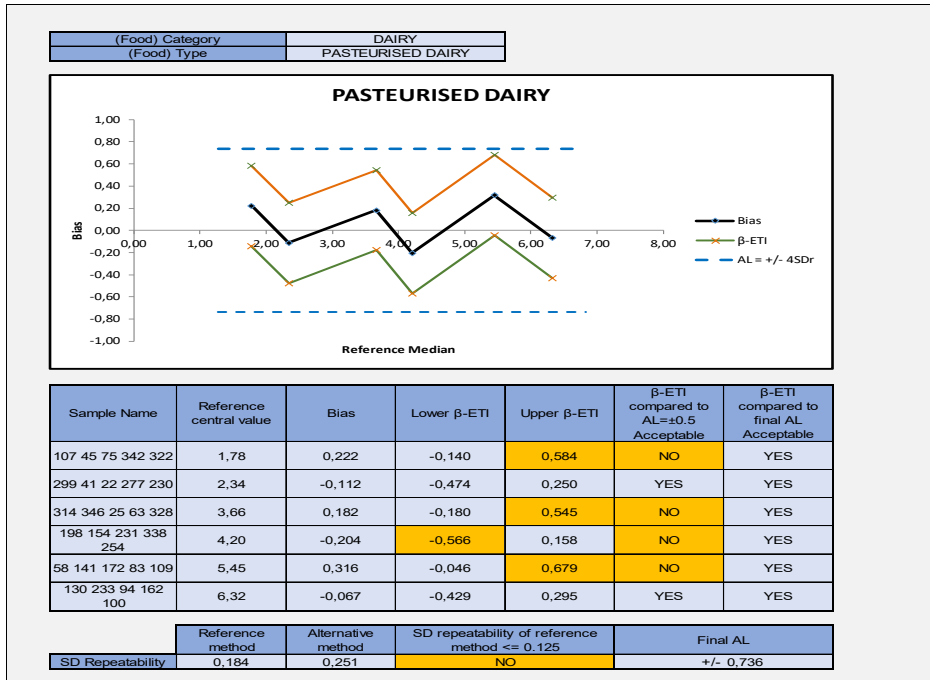 (Food) Category DAIRY
(Food) Type PASTEURISED DAIRY
PASTEURISED DAIRY
1,00
0,80
0,60
0,40
0,20
0,00
-0,20
-0,40
-0,60
-0,80
-1,00
Bias
0,00 1,00 2,00 3,00 4,00 5,00 6,00 7,00 8,00
Reference Median
Bias
β-ETI
AL = +/- 4SDr
Sample Name Reference central value Bias Lower β-ETI Upper β-ETI β-ETI compared to AL=±0.5 Acceptable β-ETI compared to final AL Acceptable
107 45 75 342 322 1,78 0,222 -0,140 0,584 NO YES
299 41 22 277 230 2,34 -0,112 -0,474 0,250 YES YES
314 346 25 63 328 3,66 0,182 -0,180 0,545 NO YES
198 154 231 338 254 4,20 -0,204 -0,566 0,158 NO YES
58 141 172 83 109 5,45 0,316 -0,046 0,679 NO YES
130 233 94 162 100 6,32 -0,067 -0,429 0,295 YES YES
Reference method Alternative method SD repeatability of reference method <= 0.125 Final AL
SD Repeatability 0,184 0,251 NO +/- 0,736